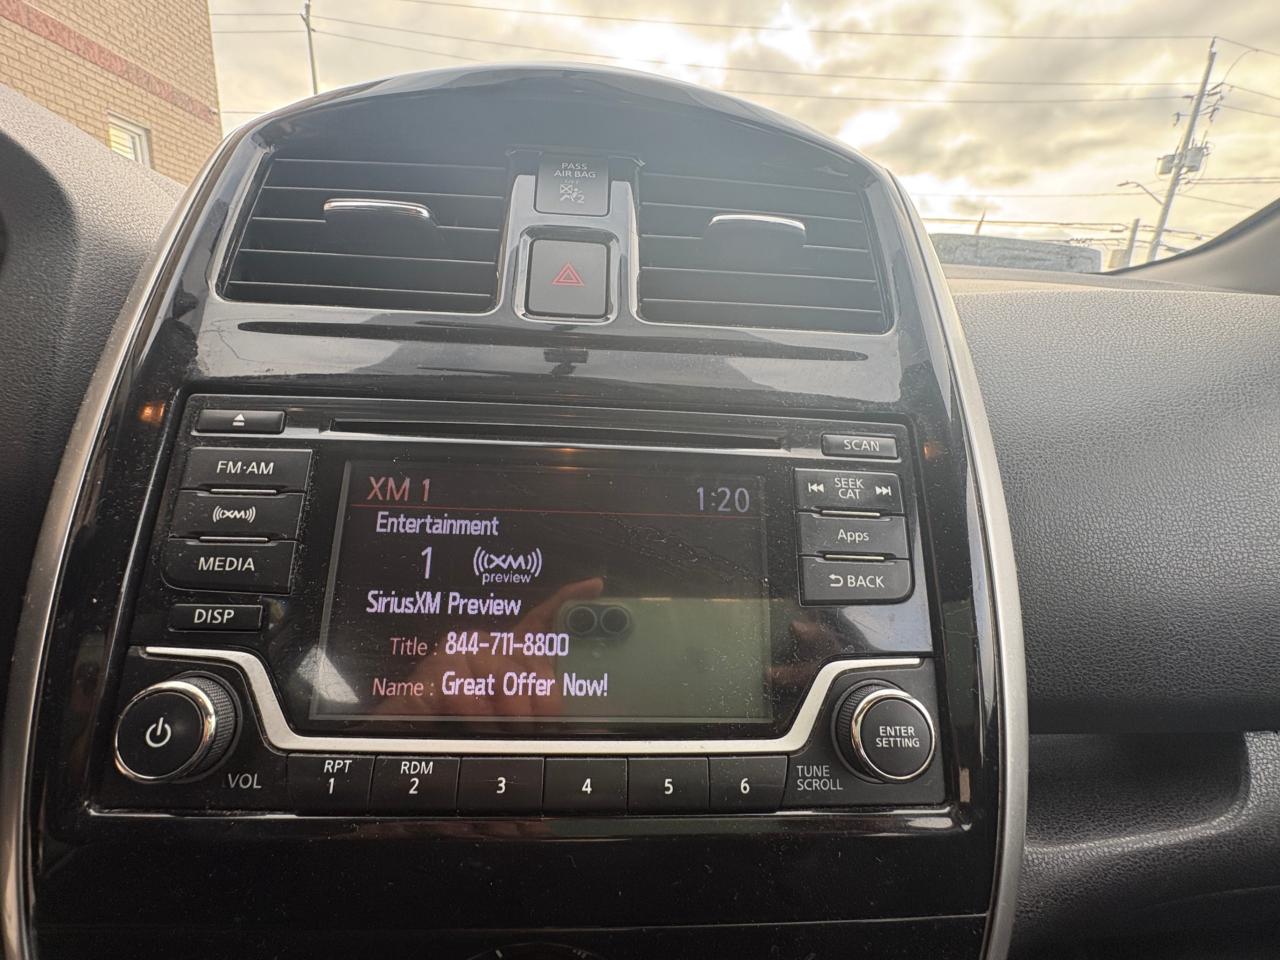 PASS
AIR BAG
OFF
2
SCAN
FM·AM
SEEK
CAT
XM
Apps
MEDIA
BACK
DISP
XM 1
1:20
Entertainment
1
((XM))
preview
SiriusXM Preview
Title : 844-711-8800
Name : Great Offer Now!
VOL
RPT
1
RDM
2
3
4
5
6
TUNE
SCROLL
ENTER
SETTING